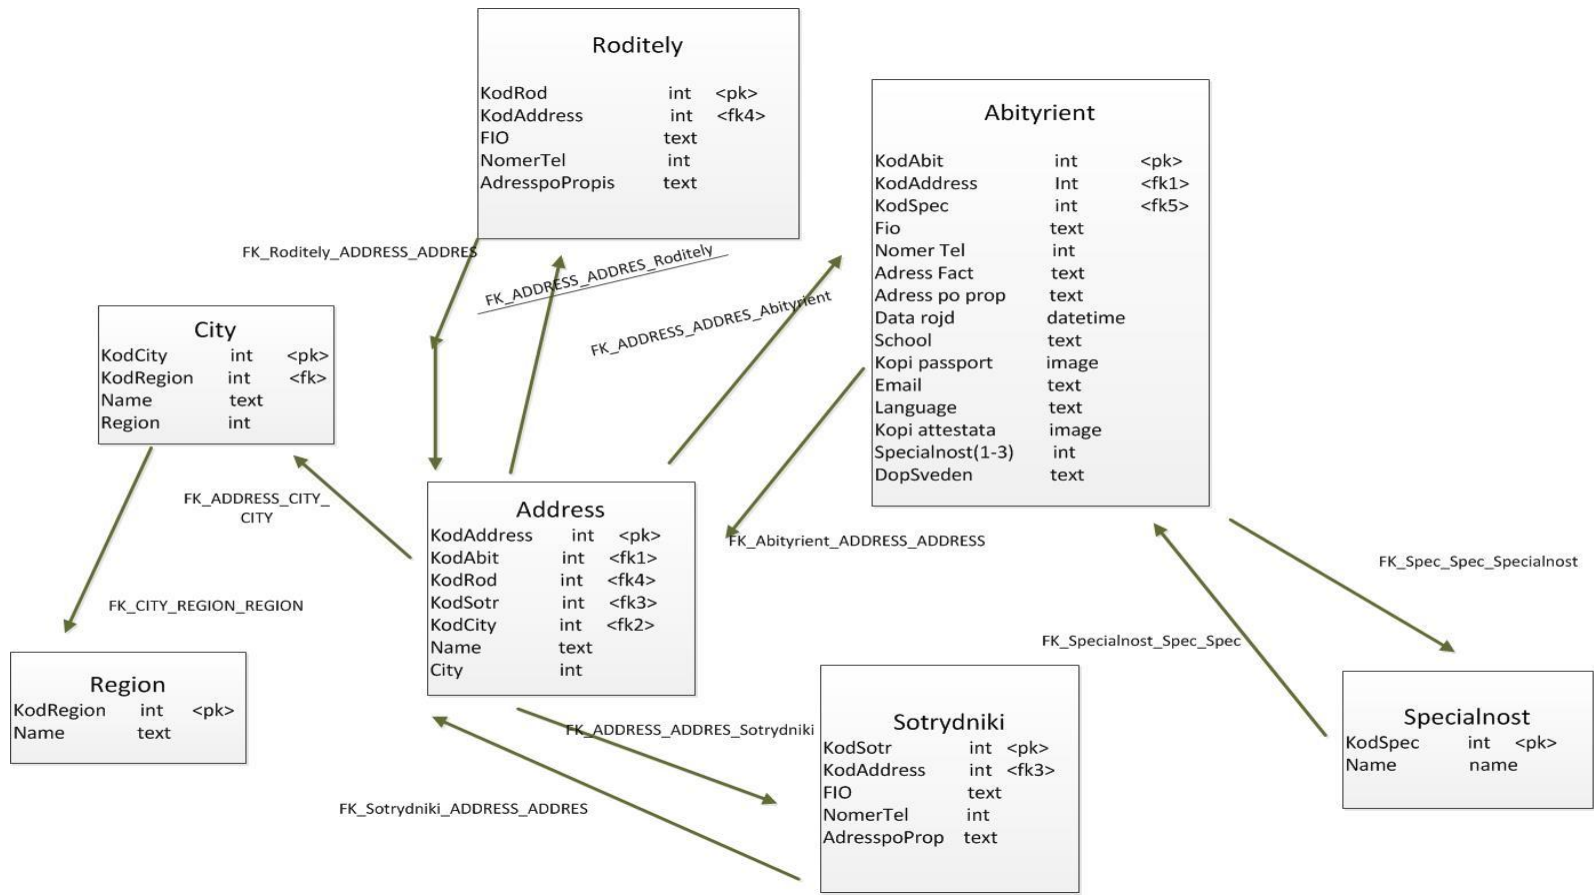 Roditely
KodRod int <pk>
KodAddress int <fk4>
FIO text
NomerTel int
AdresspoPropis text
Abityrient
KodAbit int <pk>
KodAddress Int <fk1>
KodSpec int <fk5>
Fio text
Nomer Tel int
Adress Fact text
Adress po prop text
Data rojd datetime
School text
Kopi passport image
Email text
Language text
Kopi attestata image
Specialnost(1-3) int
DopSveden text
FK_Roditely_ADDRESS_ADDRES
FK_ADDRESS_ADDRES_Roditely
FK_ADDRESS_ADDRES_Abityrient
City
KodCity int <pk>
KodRegion int <fk>
Name text
Region int
FK_ADDRESS_CITY_
CITY
Address
KodAddress int <pk>
KodAbit int <fk1>
KodRod int <fk4>
KodSotr int <fk3>
KodCity int <fk2>
Name text
City int
FK_Abityrient_ADDRESS_ADDRESS
FK_Spec_Spec_Specialnost
FK_CITY_REGION_REGION
FK_Specialnost_Spec_Spec
Region
KodRegion int <pk>
Name text
FK_ADDRESS_ADDRES_Sotrydniki
FK_Sotrydniki_ADDRESS_ADDRES
Sotrydniki
KodSotr int <pk>
KodAddress int <fk3>
FIO text
NomerTel int
AdresspoProp text
Specialnost
KodSpec int <pk>
Name name